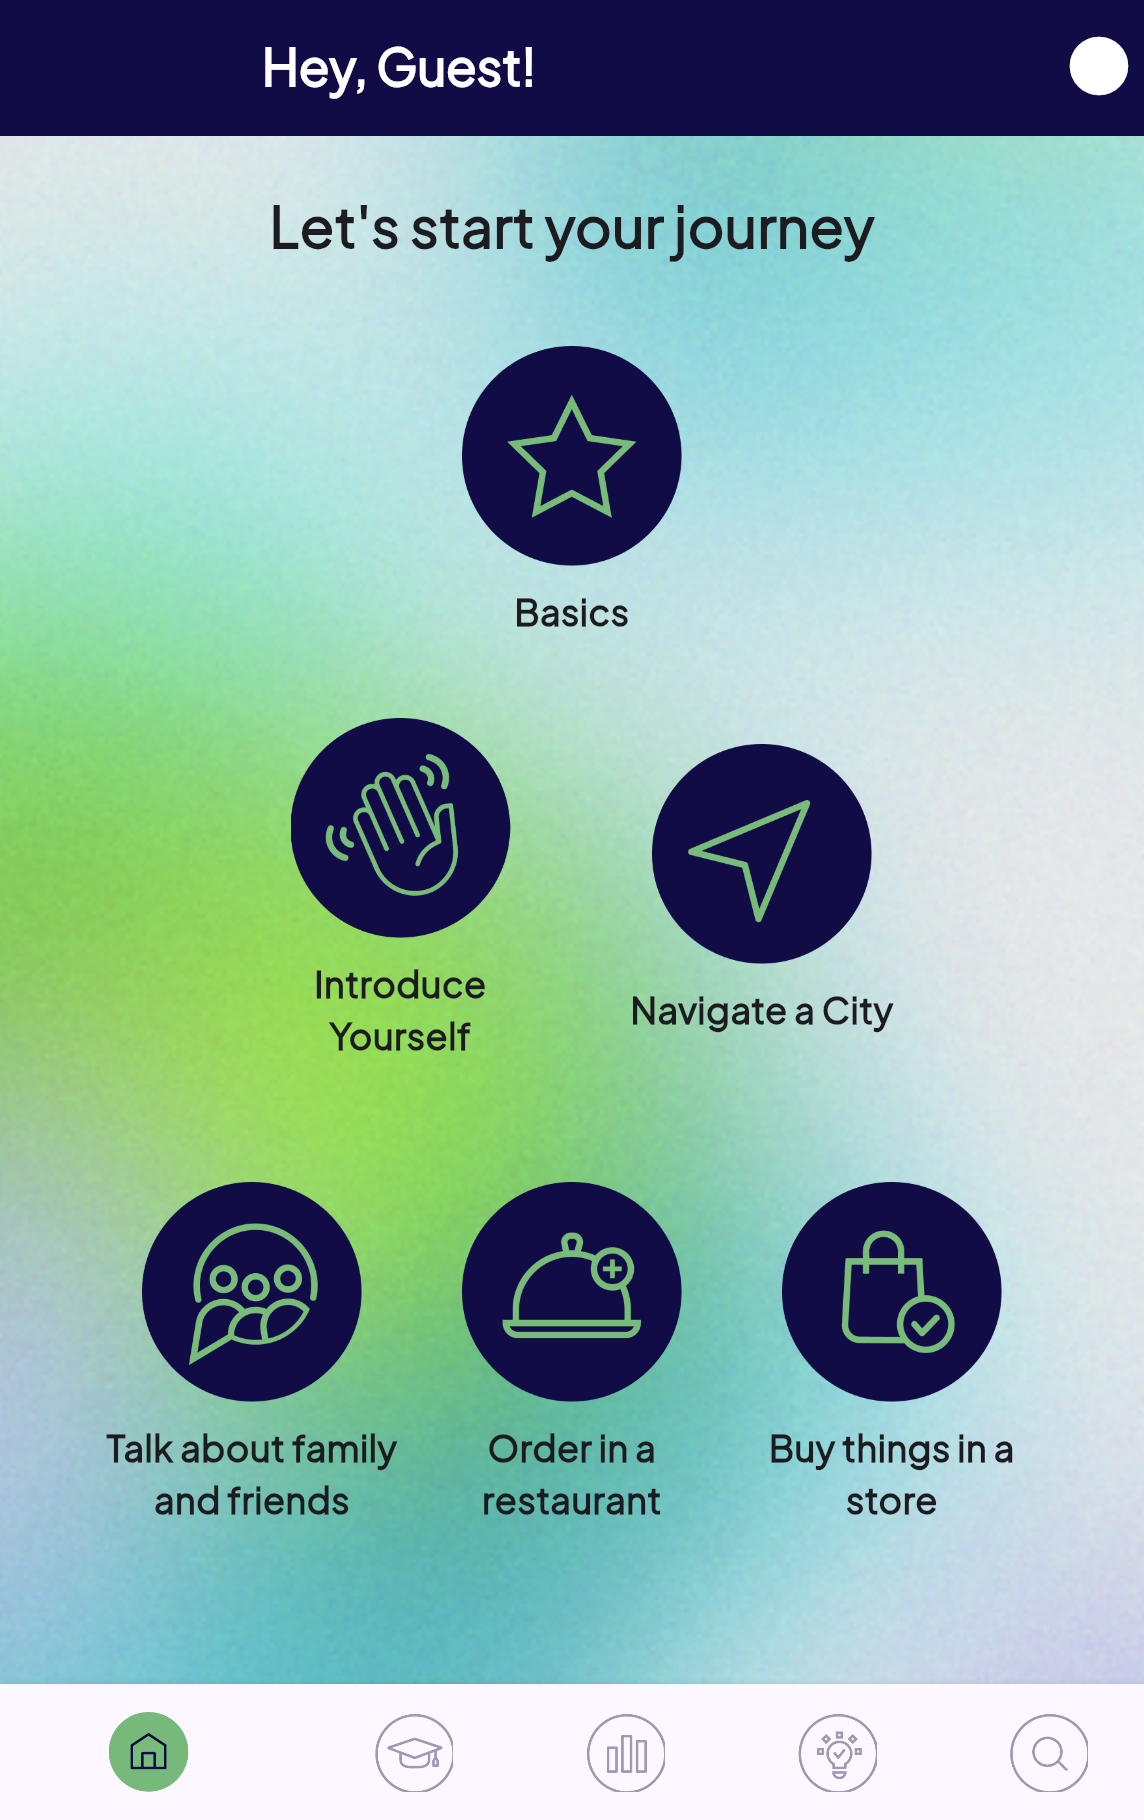 Hey, Guest!
Let's start your journey
Basics
Introduce
Yourself
Navigate a City
Talk about family
and friends
Order in a
restaurant
Buy things in a
store